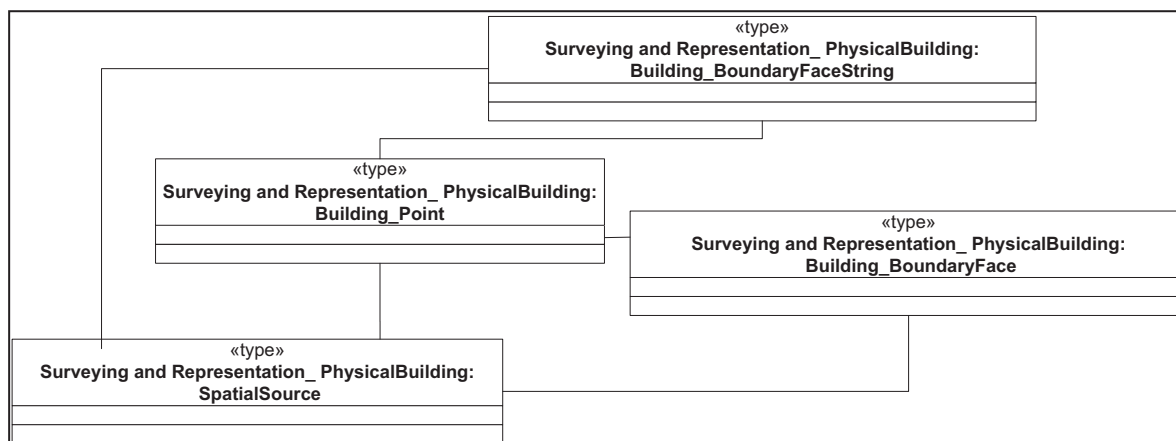 «type»
Surveying and Representation_ PhysicalBuilding:
Building_BoundaryFaceString
«type»
Surveying and Representation_ PhysicalBuilding:
Building_Point
«type»
Surveying and Representation_ PhysicalBuilding:
Building_BoundaryFace
«type»
Surveying and Representation_ PhysicalBuilding:
SpatialSource